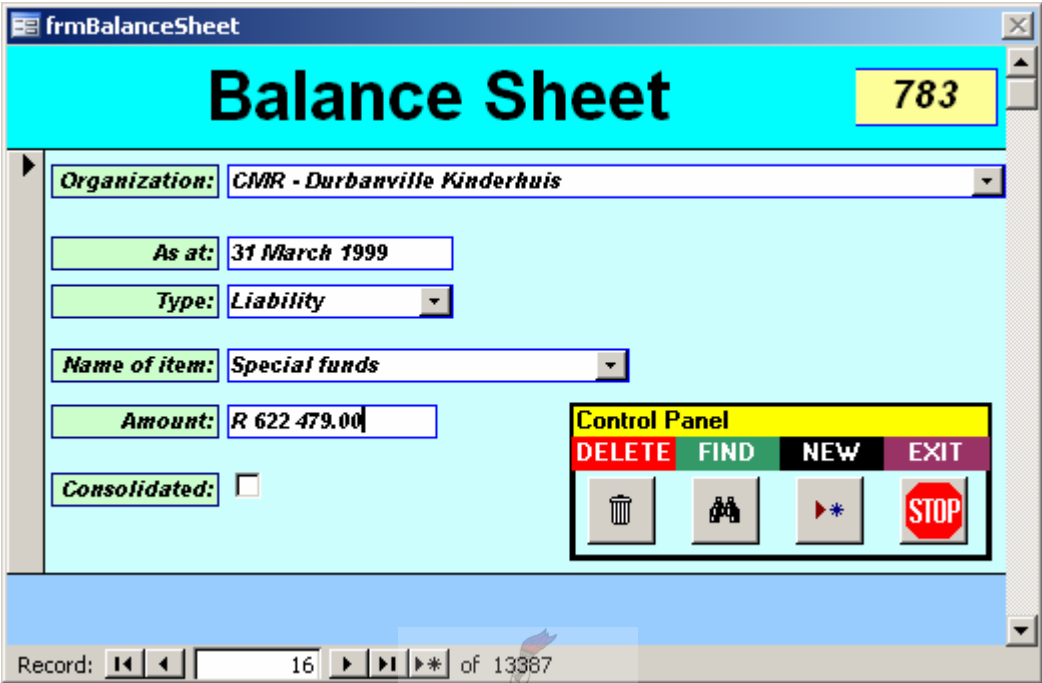 frmBalanceSheet
Balance Sheet 783
Organization: CMR - Durbanville Kinderhuis
As at: 31 March 1999
Type: Liability
Name of item: Special funds
Amount: R 622 479.00
Control Panel
DELETE FIND NEW EXIT
Consolidated:
STOP
Record: 16 of 13387